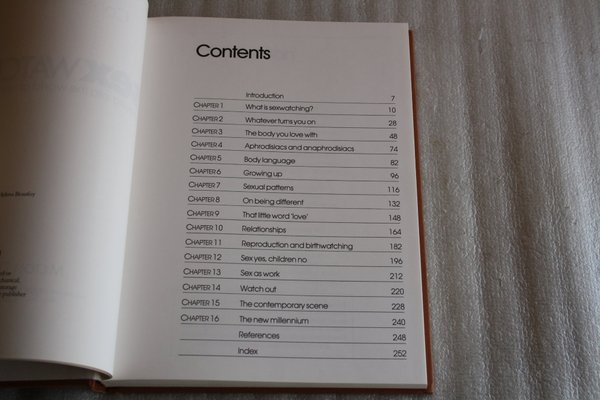 Contents
Introduction 7
CHAPTER 1 What is sexwatching? 10
CHAPTER 2 Whatever turns you on 28
CHAPTER 3 The body you love with 48
CHAPTER 4 Aphrodisiacs and anaphrodisiacs 74
CHAPTER 5 Body language 82
CHAPTER 6 Growing up 96
CHAPTER 7 Sexual patterns 116
CHAPTER 8 On being different 132
CHAPTER 9 That little word 'love' 148
CHAPTER 10 Relationships 164
CHAPTER 11 Reproduction and birthwatching 182
CHAPTER 12 Sex yes, children no 196
CHAPTER 13 Sex as work 212
CHAPTER 14 Watch out 220
CHAPTER 15 The contemporary scene 228
CHAPTER 16 The new millennium 240
References 248
Index 252